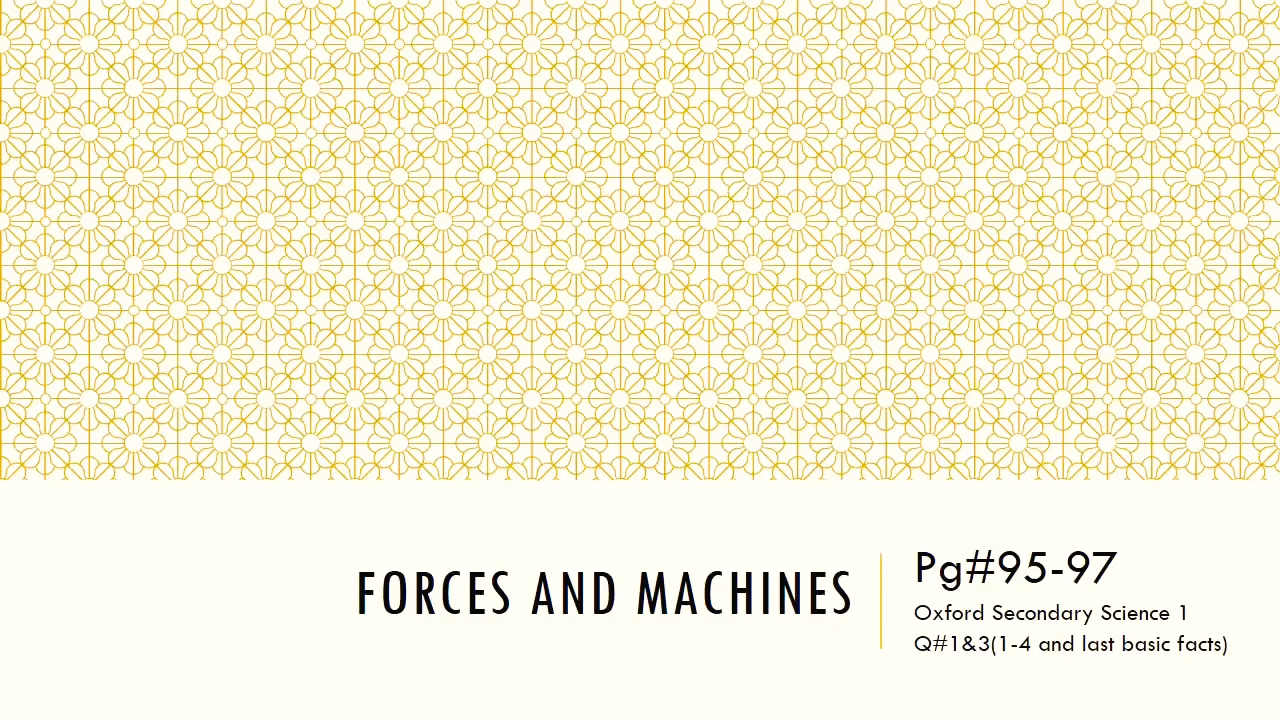 FORCES AND MACHINES
Pg#95-97
Oxford Secondary Science 1
Q#1&3(1-4 and last basic facts)